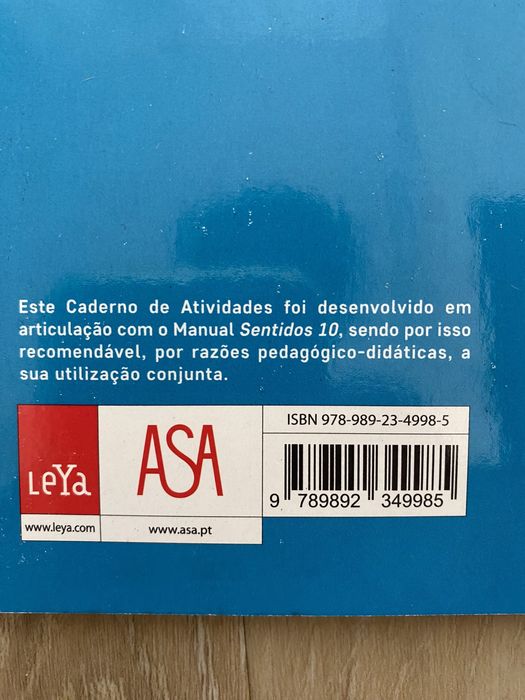 Este Caderno de Atividades foi desenvolvido em
articulação com o Manual Sentidos 10, sendo por isso
recomendável, por razões pedagógico-didáticas, a
sua utilização conjunta.
LeYa
www.leya.com
ASA
www.asa.pt
ISBN 978-989-23-4998-5
9 789892 349985